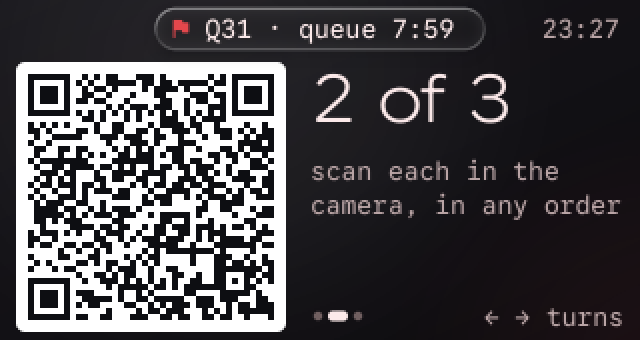 Q31 · queue 7:59
23:27
2 of 3
scan each in the
camera, in any order
← → turns